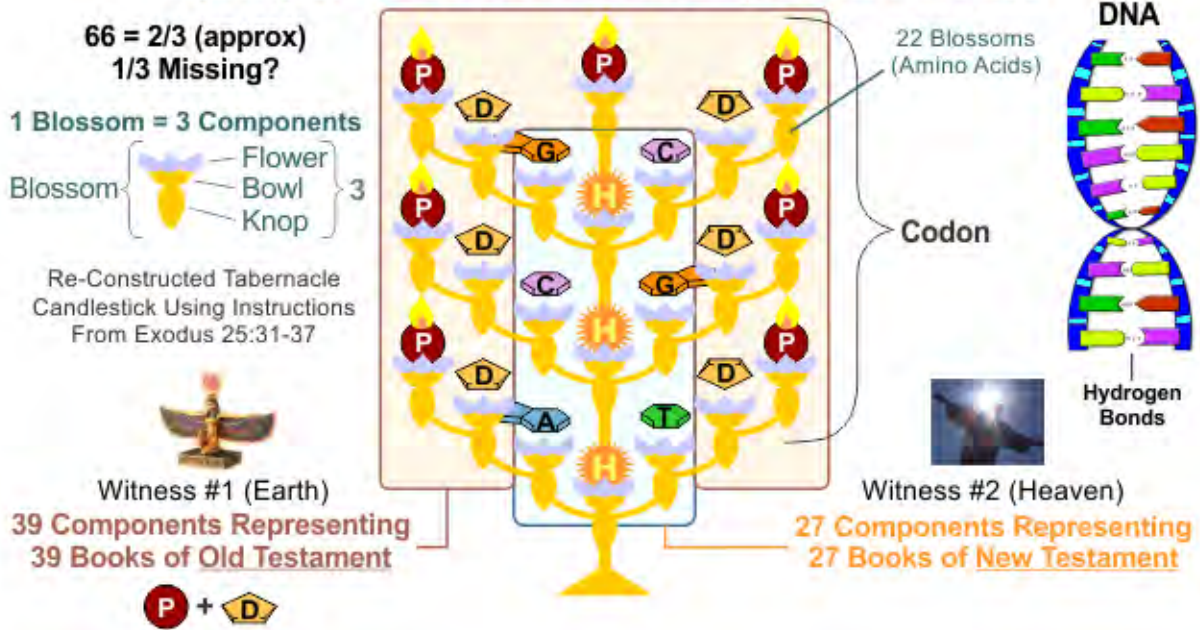 66 = 2/3 (approx)
1/3 Missing?
1 Blossom = 3 Components
Blossom
Flower
Bowl
Knop
3
Re-Constructed Tabernacle
Candlestick Using Instructions
From Exodus 25:31-37
Witness #1 (Earth)
39 Components Representing
39 Books of Old Testament
P + D
P P P
D D
G C
H
P P
D D
C G
H
P P
D D
A T
H
22 Blossoms
(Amino Acids)
Codon
DNA
Hydrogen
Bonds
Witness #2 (Heaven)
27 Components Representing
27 Books of New Testament